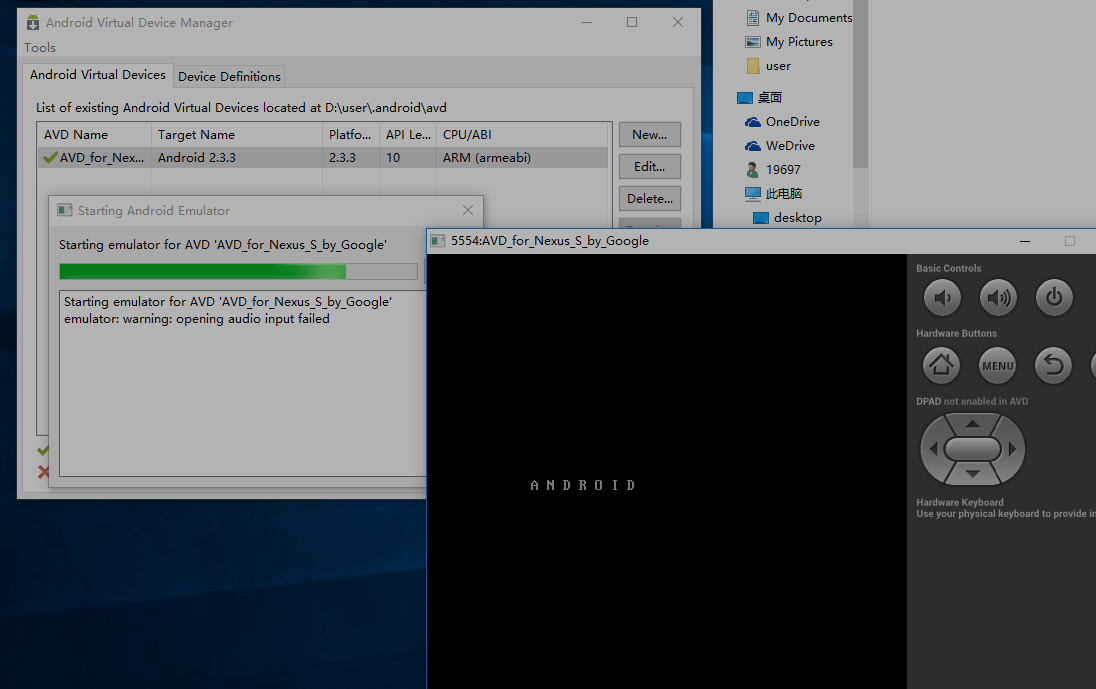 Android Virtual Device Manager
Tools
Android Virtual Devices
Device Definitions
List of existing Android Virtual Devices located at D:\user\.android\avd
AVD Name Target Name Platfo... API Le... CPU/ABI
AVD_for_Nex... Android 2.3.3 2.3.3 10 ARM (armeabi)
New...
Edit...
Delete...
Starting Android Emulator
Starting emulator for AVD 'AVD_for_Nexus_S_by_Google'
Starting emulator for AVD 'AVD_for_Nexus_S_by_Google'
emulator: warning: opening audio input failed
My Documents
My Pictures
user
桌面
OneDrive
WeDrive
19697
此电脑
desktop
5554:AVD_for_Nexus_S_by_Google
A N D R O I D
Basic Controls
Hardware Buttons
MENU
DPAD not enabled in AVD
Hardware Keyboard
Use your physical keyboard to provide in